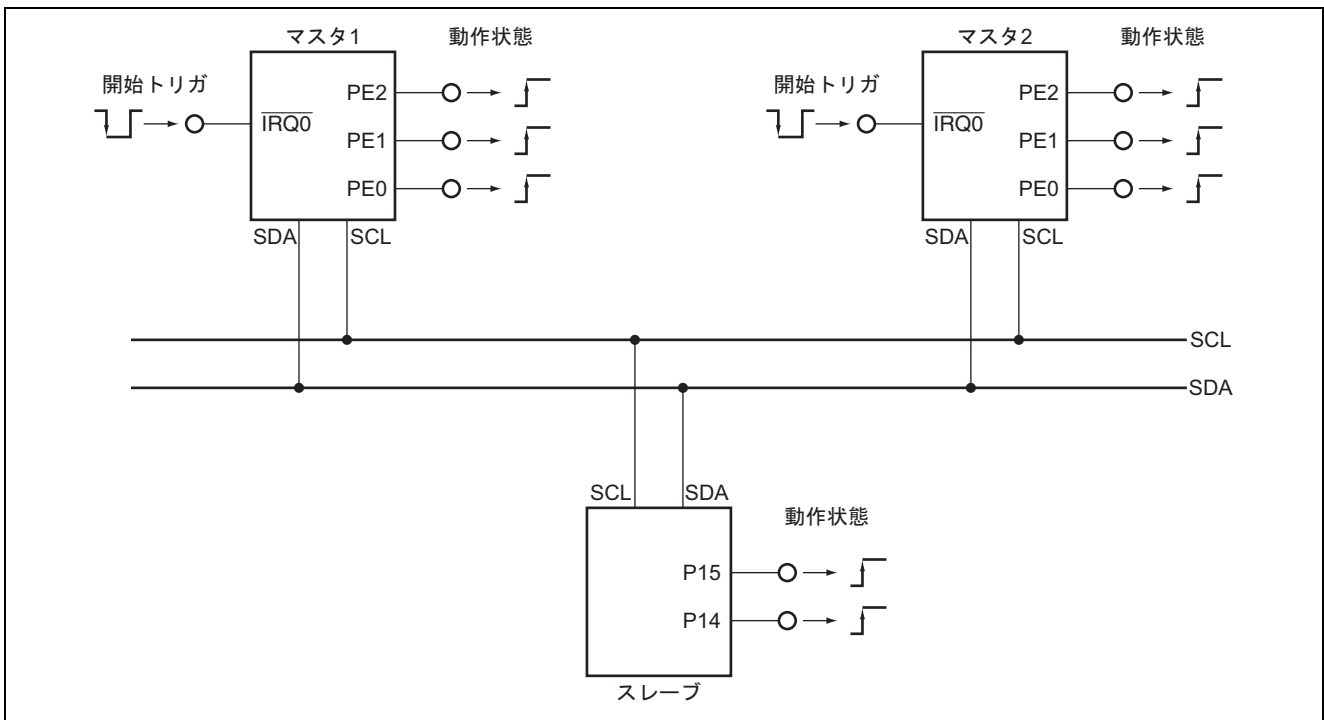 マスタ1 動作状態
開始トリガ
IRQ0
PE2
PE1
PE0
SDA SCL
マスタ2 動作状態
開始トリガ
IRQ0
PE2
PE1
PE0
SDA SCL
SCL
SDA
SCL SDA
動作状態
P15
P14
スレーブ